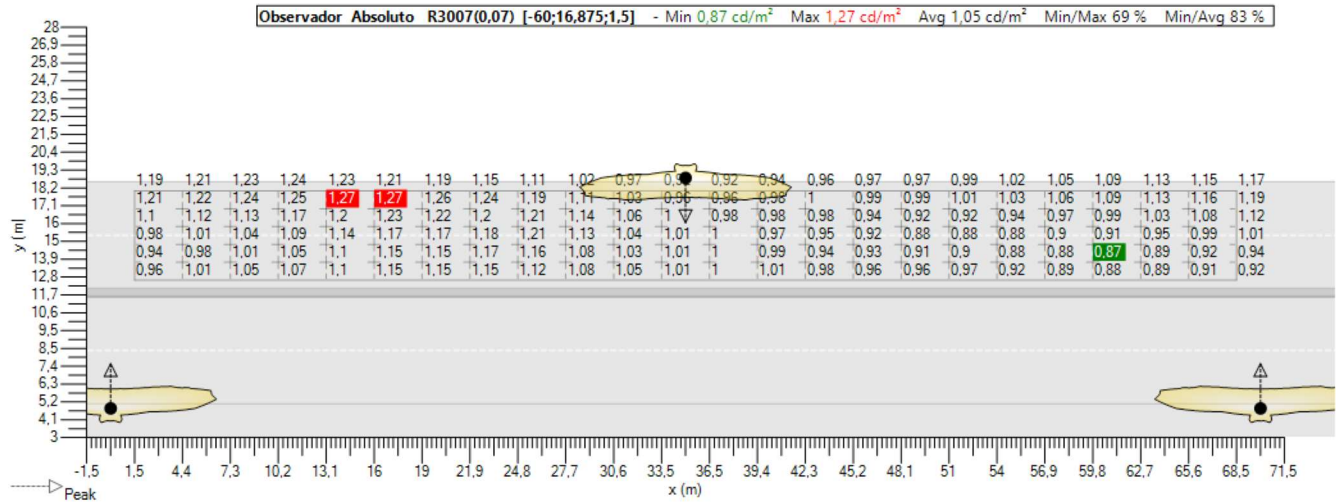 Observador Absoluto R3007(0,07) [-60;16,875;1,5] - Min 0,87 cd/m² Max 1,27 cd/m² Avg 1,05 cd/m² Min/Max 69 % Min/Avg 83 %
28
26,9
25,8
24,7
23,6
22,5
21,5
20,4
19,3
18,2
17,1
16
15
13,9
12,8
11,7
10,6
9,5
8,5
7,4
6,3
5,2
4,1
3
y (m)
1,19 1,21 1,23 1,24 1,23 1,21 1,19 1,15 1,11 1,02 0,97 0,92 0,94 0,96 0,97 0,97 0,99 1,02 1,05 1,09 1,13 1,15 1,17
1,21 1,22 1,24 1,25 1,27 1,27 1,26 1,24 1,19 1,11 1,03 0,96 0,96 0,98 1 0,99 0,99 1,01 1,03 1,06 1,09 1,13 1,16 1,19
1,1 1,12 1,13 1,17 1,2 1,23 1,22 1,2 1,21 1,14 1,06 1 0,98 0,98 0,98 0,94 0,92 0,92 0,94 0,97 0,99 1,03 1,08 1,12
0,98 1,01 1,04 1,09 1,14 1,17 1,17 1,18 1,21 1,13 1,04 1,01 1 0,97 0,95 0,92 0,88 0,88 0,88 0,9 0,91 0,95 0,99 1,01
0,94 0,98 1,01 1,05 1,1 1,15 1,15 1,17 1,16 1,08 1,03 1,01 1 0,99 0,94 0,93 0,91 0,9 0,88 0,88 0,87 0,89 0,92 0,94
0,96 1,01 1,05 1,07 1,1 1,15 1,15 1,15 1,12 1,08 1,05 1,01 1 1,01 0,98 0,96 0,96 0,97 0,92 0,89 0,88 0,89 0,91 0,92
-1,5 1,5 4,4 7,3 10,2 13,1 16 19 21,9 24,8 27,7 30,6 33,5 36,5 39,4 42,3 45,2 48,1 51 54 56,9 59,8 62,7 65,6 68,5 71,5
x (m)
Peak